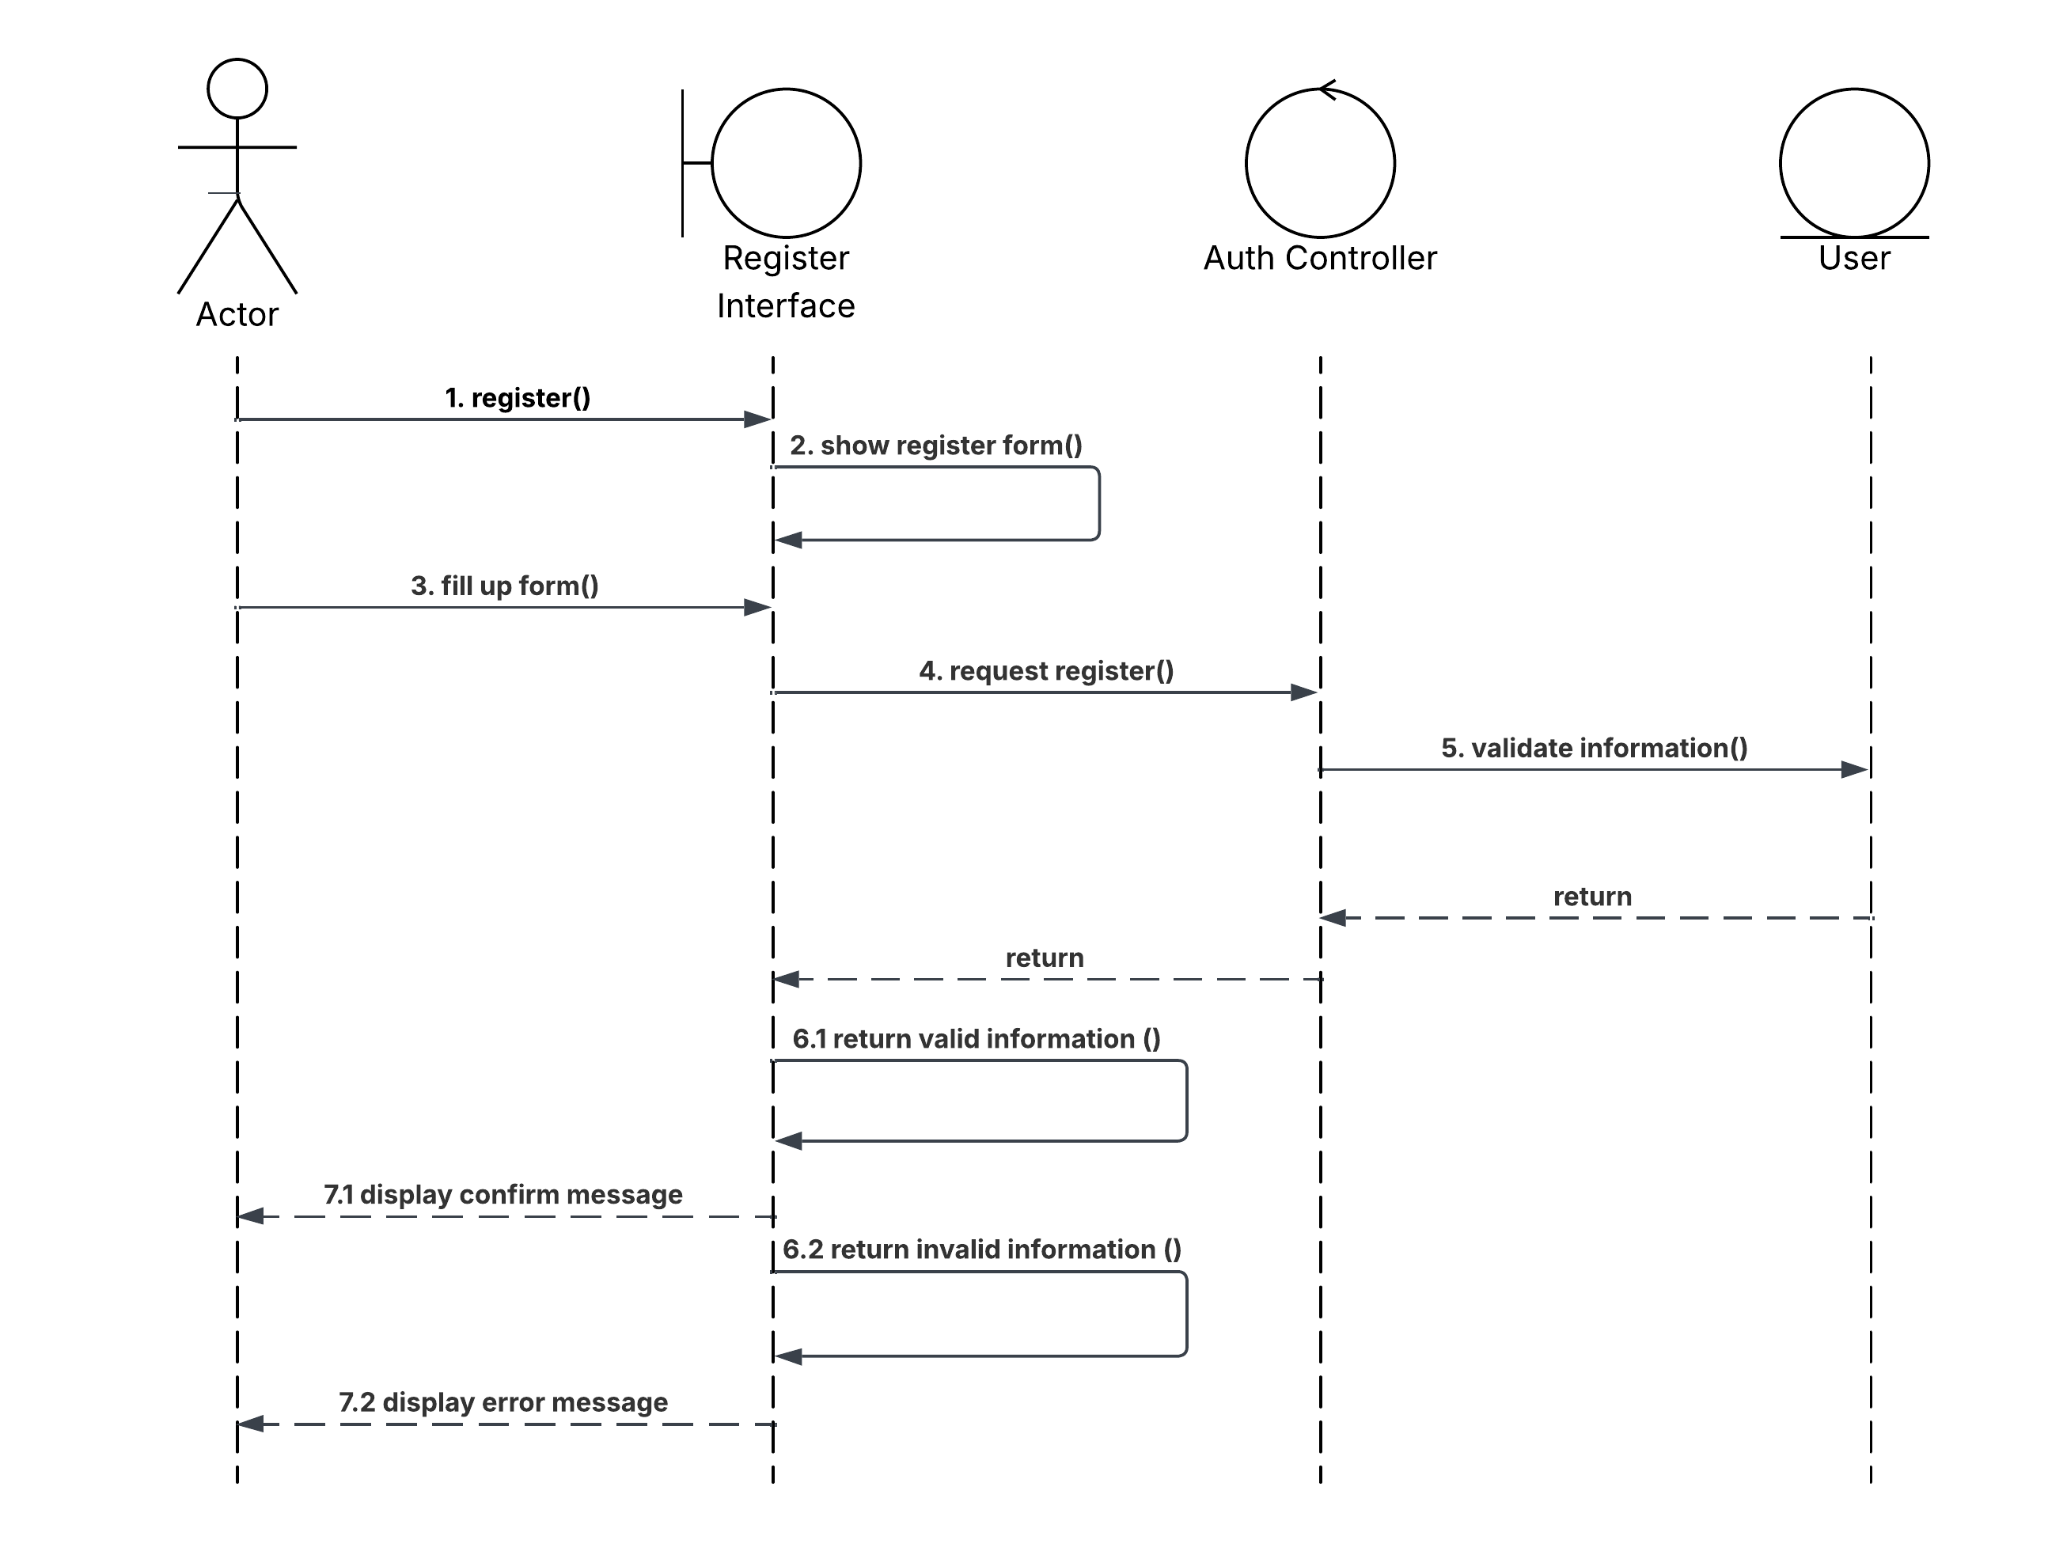 Actor
Register
Interface
Auth Controller
User
1. register()
2. show register form()
3. fill up form()
4. request register()
5. validate information()
return
return
6.1 return valid information ()
7.1 display confirm message
6.2 return invalid information ()
7.2 display error message